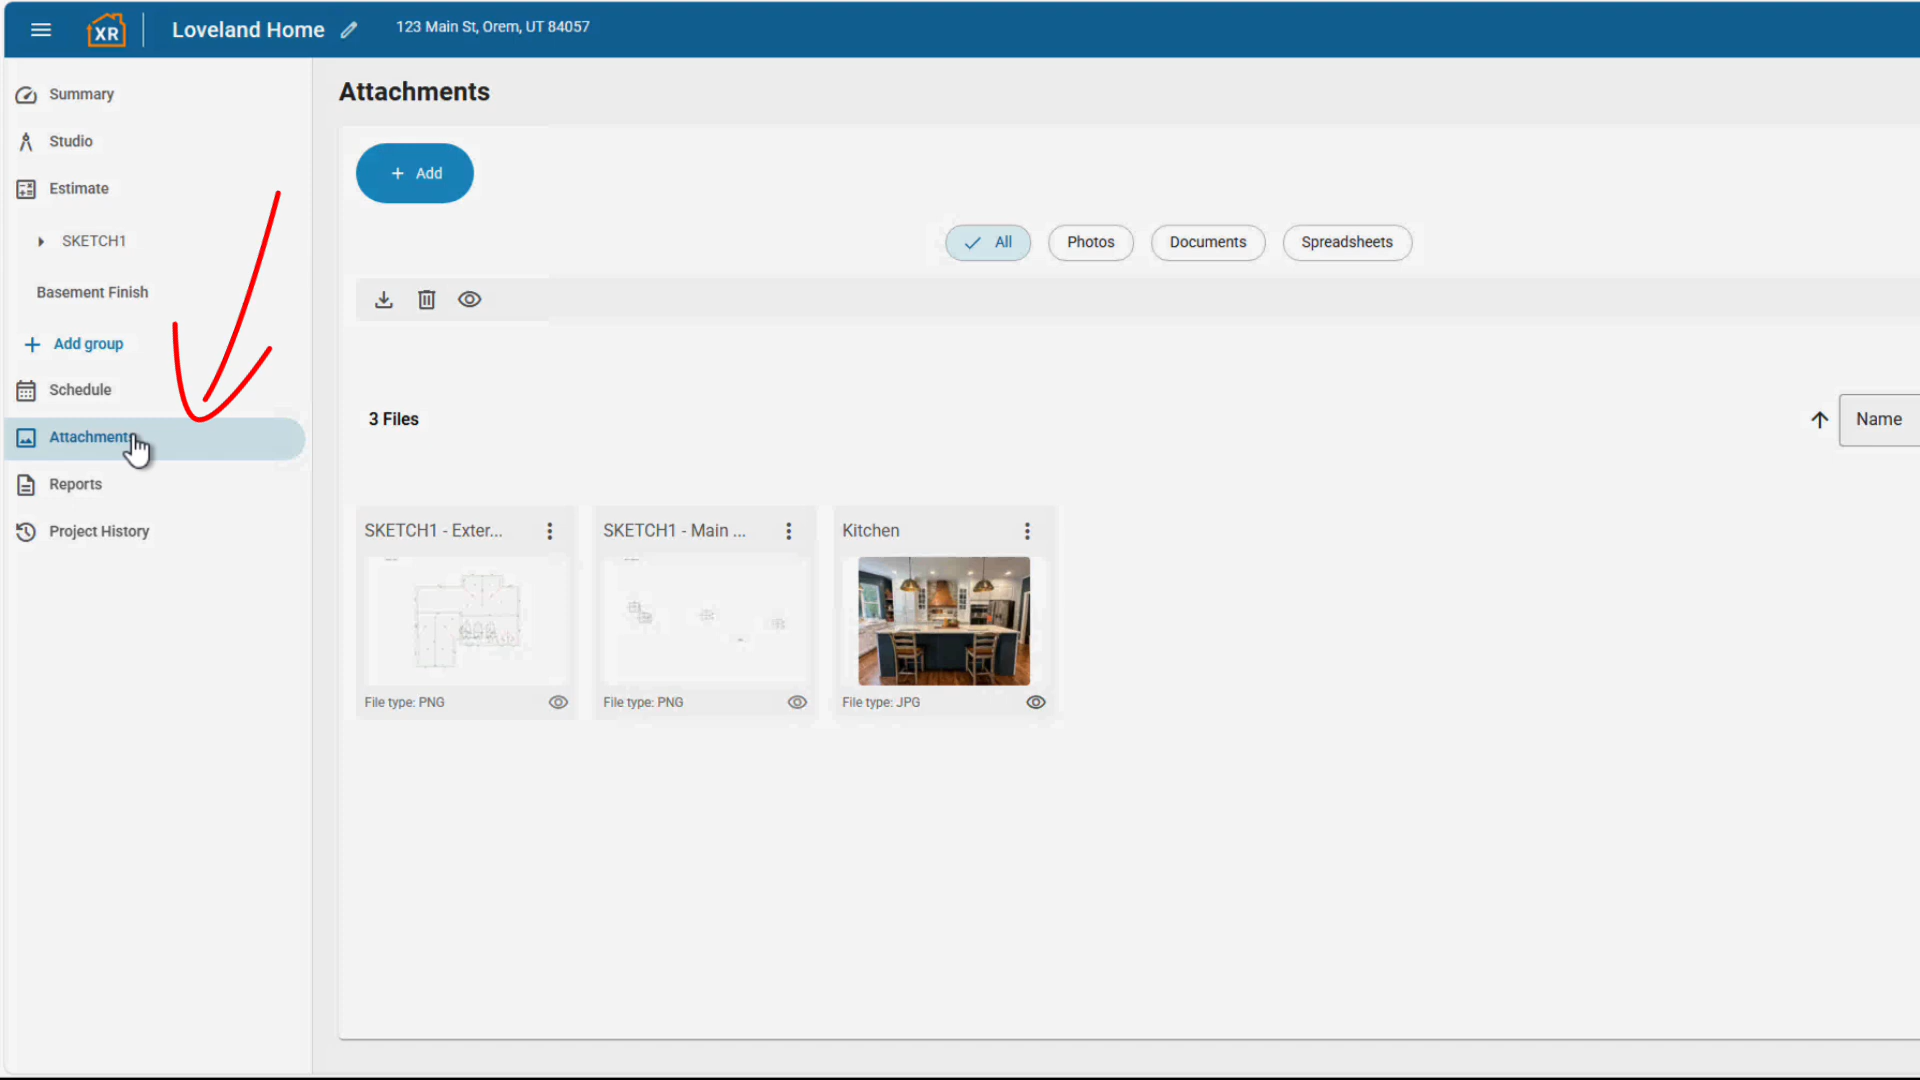 XR
Loveland Home
123 Main St, Orem, UT 84057
Summary
Studio
Estimate
SKETCH1
Basement Finish
Add group
Schedule
Attachments
Reports
Project History
Attachments
+ Add
All
Photos
Documents
Spreadsheets
3 Files
Name
SKETCH1 - Exter...
SKETCH1 - Main ...
Kitchen
File type: PNG
File type: PNG
File type: JPG